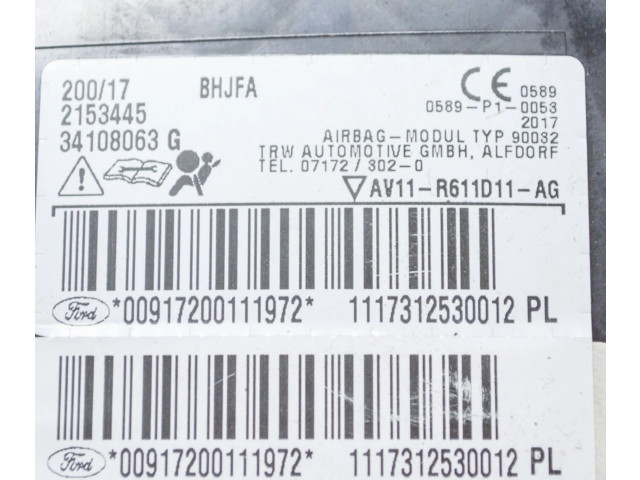 200/17 BHJFA CE 0589
2153445 0589-P1-0053
2017
34108063 G AIRBAG-MODUL TYP 90032
TRW AUTOMOTIVE GMBH, ALFDORF
TEL. 07172 / 302-0
AV11-R611D11-AG
Ford *00917200111972* 1117312530012 PL
Ford *00917200111972* 1117312530012 PL